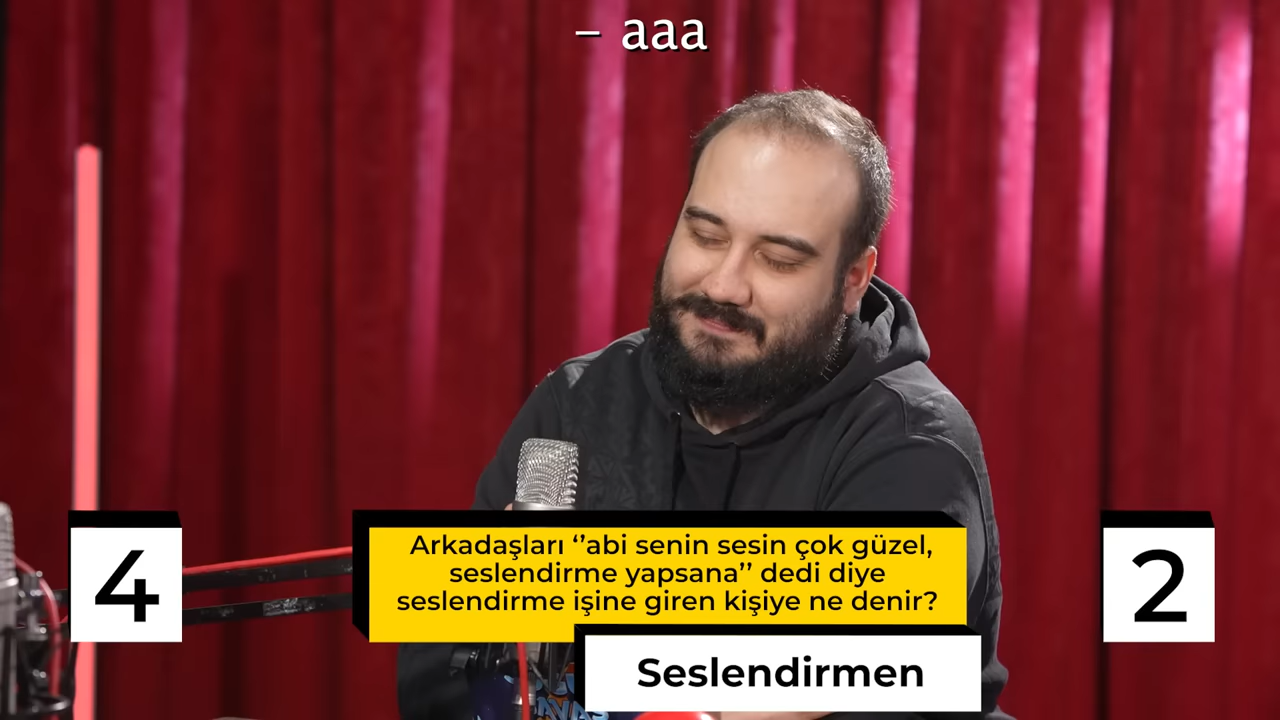 – aaa
4
Arkadaşları ‘’abi senin sesin çok güzel,
seslendirme yapsana’’ dedi diye
seslendirme işine giren kişiye ne denir?
2
Seslendirmen